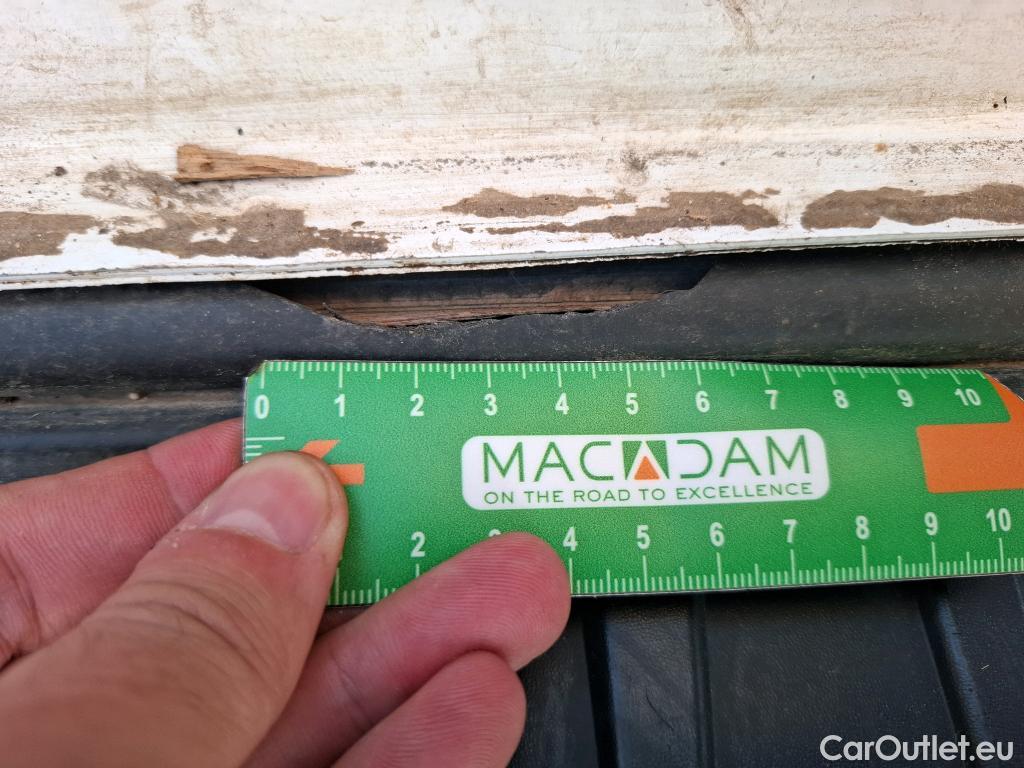 0 1 2 3 4 5 6 7 8 9 10
MACADAM
ON THE ROAD TO EXCELLENCE
2 3 4 5 6 7 8 9 10
CarOutlet.eu